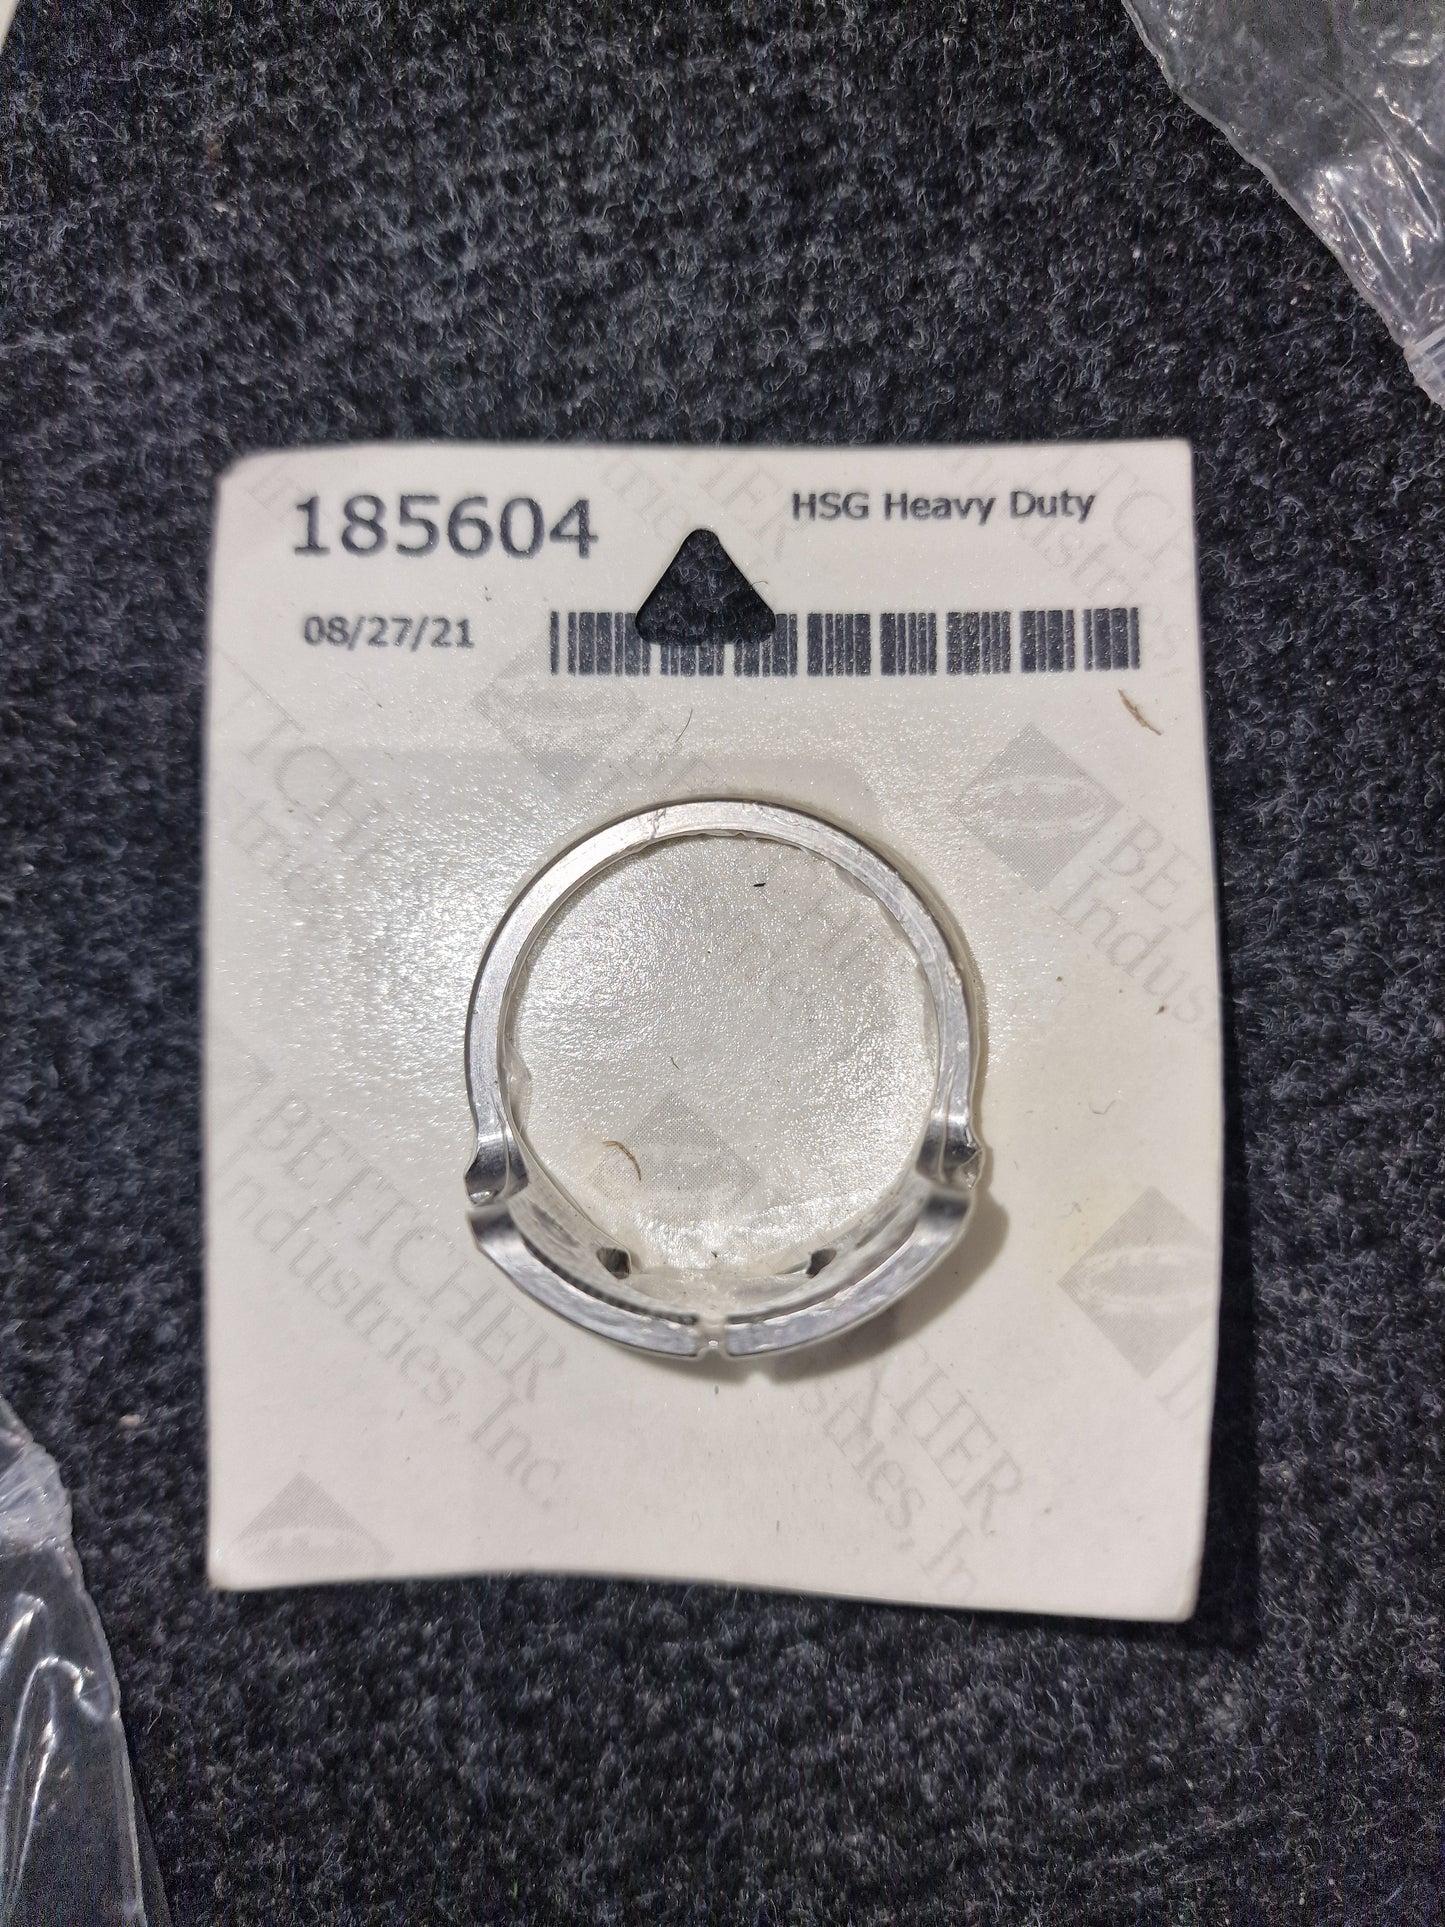 185604
HSG Heavy Duty
08/27/21
BETTCHER
Industries, Inc.